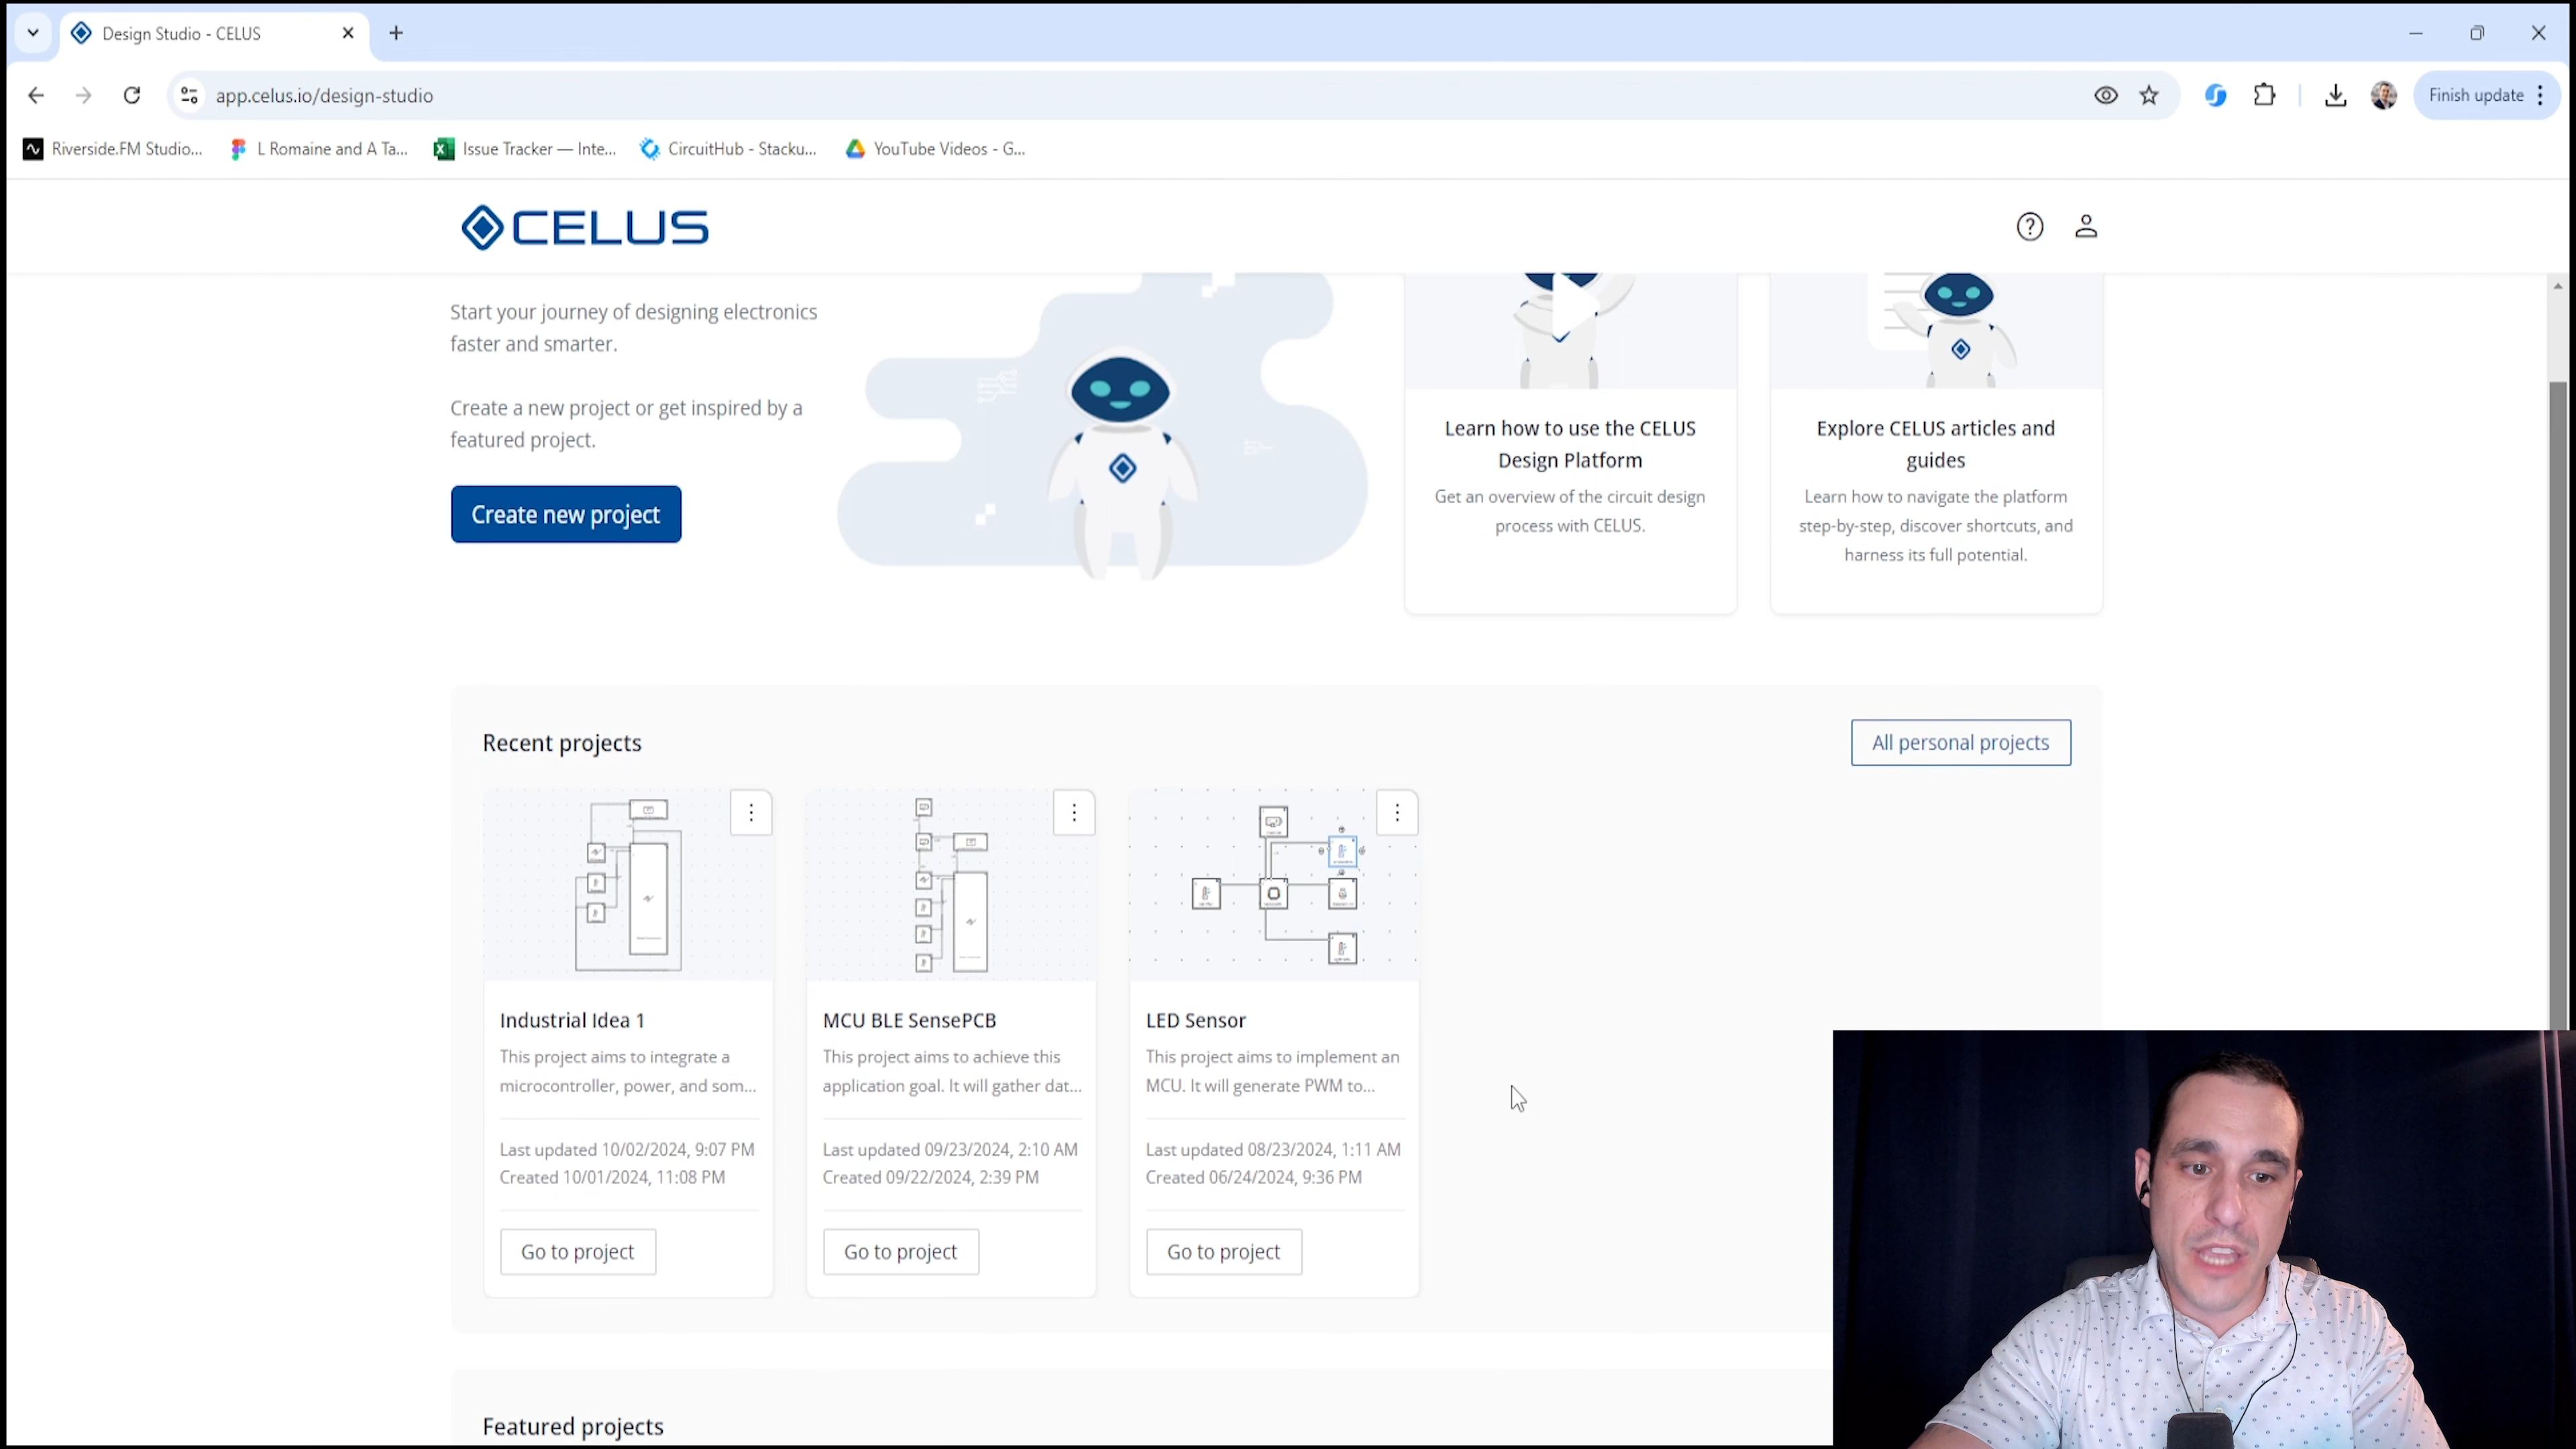 Design Studio - CELUS
app.celus.io/design-studio
Finish update
Riverside.FM Studio...
L Romaine and A Ta...
Issue Tracker — Inte...
CircuitHub - Stacku...
YouTube Videos - G...
CELUS
Start your journey of designing electronics
faster and smarter.
Create a new project or get inspired by a
featured project.
Create new project
Learn how to use the CELUS
Design Platform
Get an overview of the circuit design
process with CELUS.
Explore CELUS articles and
guides
Learn how to navigate the platform
step-by-step, discover shortcuts, and
harness its full potential.
Recent projects
All personal projects
Industrial Idea 1
This project aims to integrate a
microcontroller, power, and som...
Last updated 10/02/2024, 9:07 PM
Created 10/01/2024, 11:08 PM
Go to project
MCU BLE SensePCB
This project aims to achieve this
application goal. It will gather dat...
Last updated 09/23/2024, 2:10 AM
Created 09/22/2024, 2:39 PM
Go to project
LED Sensor
This project aims to implement an
MCU. It will generate PWM to...
Last updated 08/23/2024, 1:11 AM
Created 06/24/2024, 9:36 PM
Go to project
Featured projects